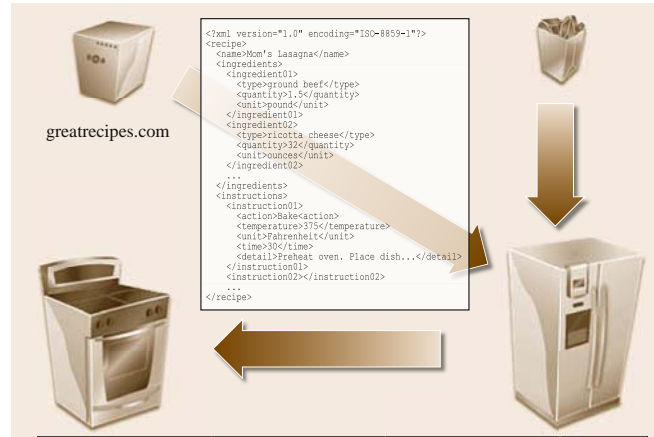 <?xml version="1.0" encoding="ISO-8859-1"?>
<recipe>
<name>Mom's Lasagna</name>
<ingredients>
<ingredient01>
<type>ground beef</type>
<quantity>1.5</quantity>
<unit>pound</unit>
</ingredient01>
<ingredient02>
<type>ricotta cheese</type>
<quantity>32</quantity>
<unit>ounces</unit>
</ingredient02>
...
</ingredients>
<instructions>
<instruction01>
<action>Bake<action>
<temperature>375</temperature>
<unit>Fahrenheit</unit>
<time>30</time>
<detail>Preheat oven. Place dish...</detail>
</instruction01>
<instruction02></instruction02>
...
</recipe>
greatrecipes.com